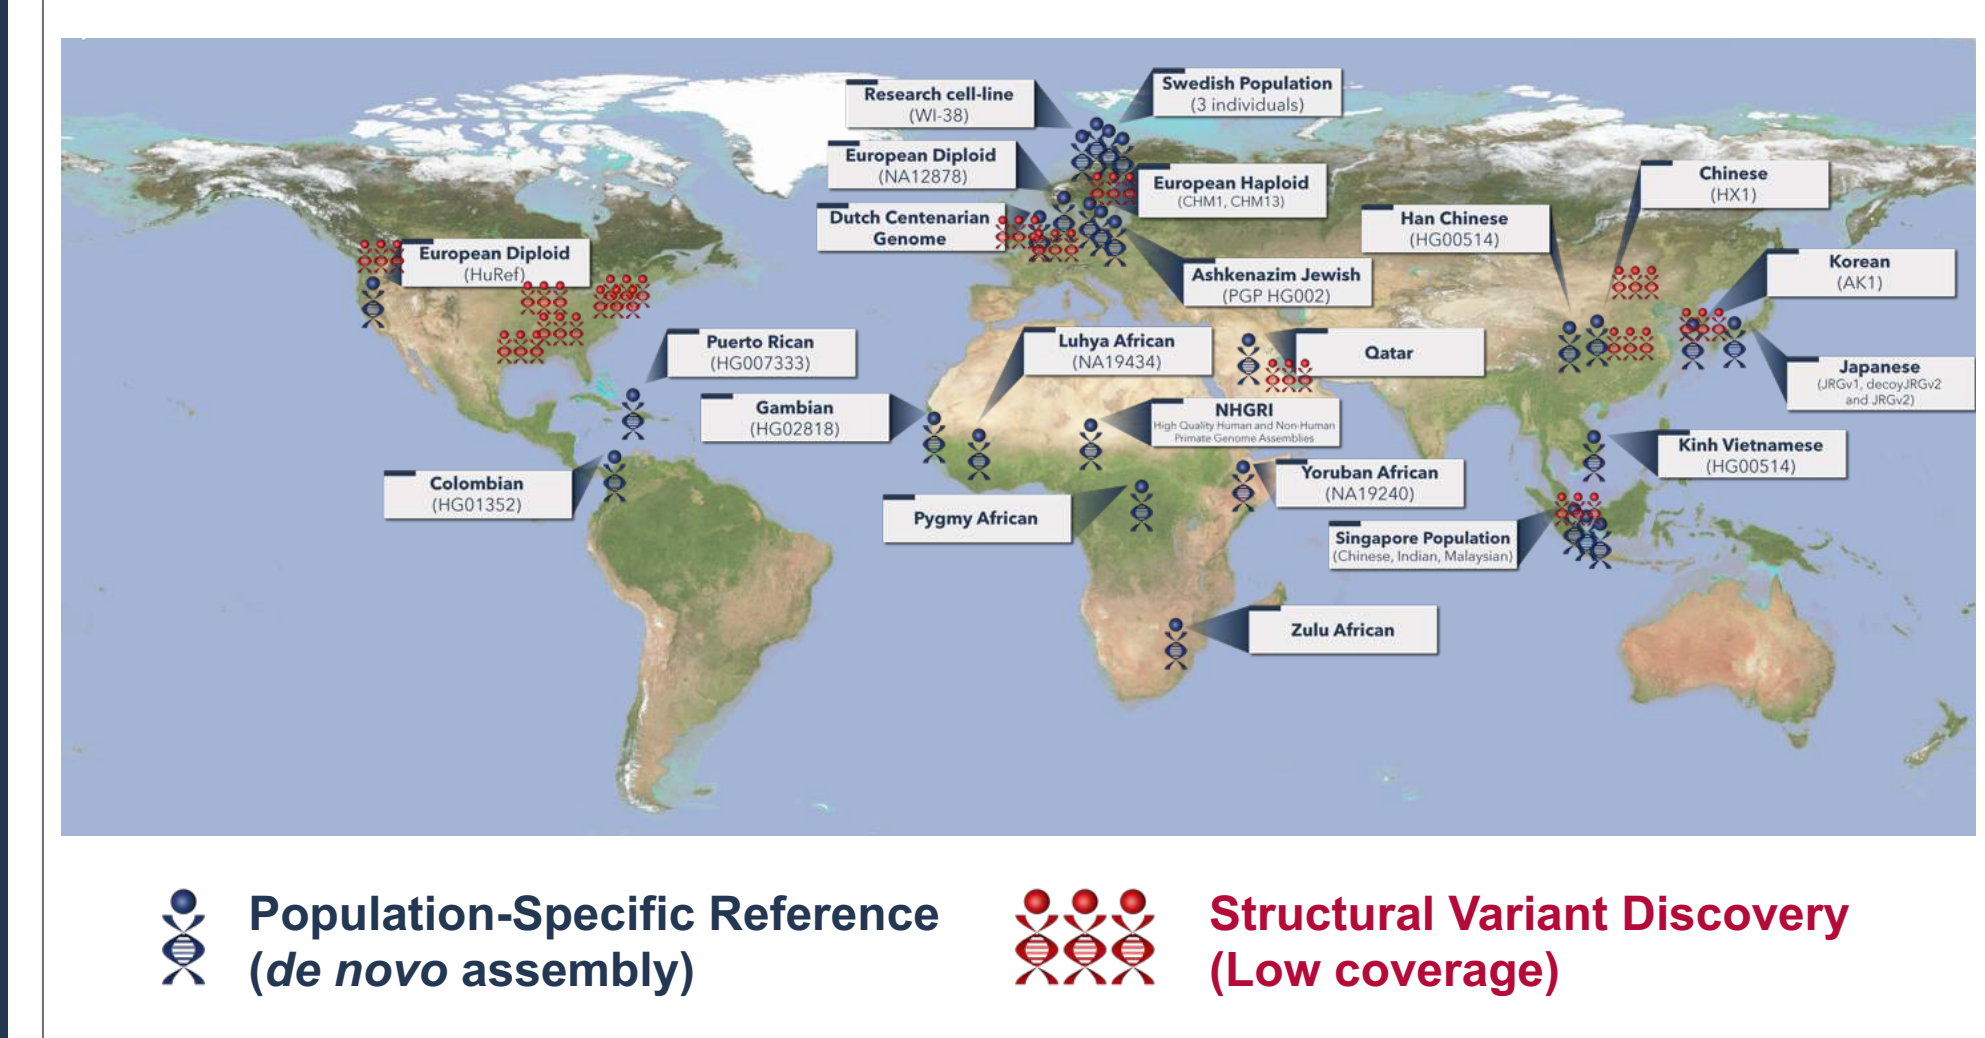 Research cell-line
(WI-38)
Swedish Population
(3 individuals)
European Diploid
(NA12878)
European Haploid
(CHM1, CHM13)
Chinese
(HX1)
Dutch Centenarian
Genome
Han Chinese
(HG00514)
European Diploid
(HuRef)
Ashkenazim Jewish
(PGP HG002)
Korean
(AK1)
Puerto Rican
(HG007333)
Luhya African
(NA19434)
Qatar
Japanese
(JRGv1, decoyJRGv2
and JRGv2)
Gambian
(HG02818)
NHGRI
High Quality Human and Non-Human
Primate Genome Assemblies
Kinh Vietnamese
(HG00514)
Colombian
(HG01352)
Yoruban African
(NA19240)
Pygmy African
Singapore Population
(Chinese, Indian, Malaysian)
Zulu African
Population-Specific Reference
(de novo assembly)
Structural Variant Discovery
(Low coverage)